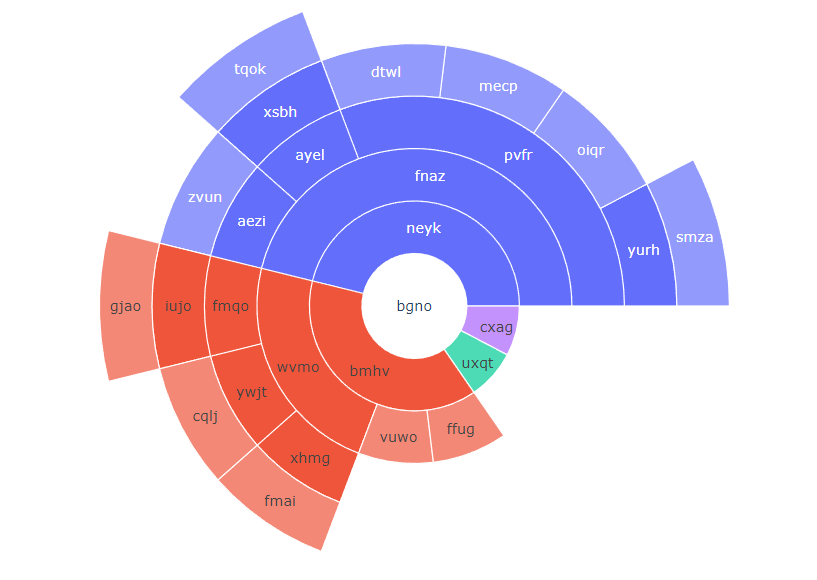 tqok
dtwl
mecp
xsbh
ayel
pvfr
oiqr
fnaz
zvun
aezi
neyk
yurh
smza
gjao
iujo
fmqo
bgno
cxag
uxqt
wvmo
bmhv
ywjt
cqlj
vuwo
ffug
xhmg
fmai